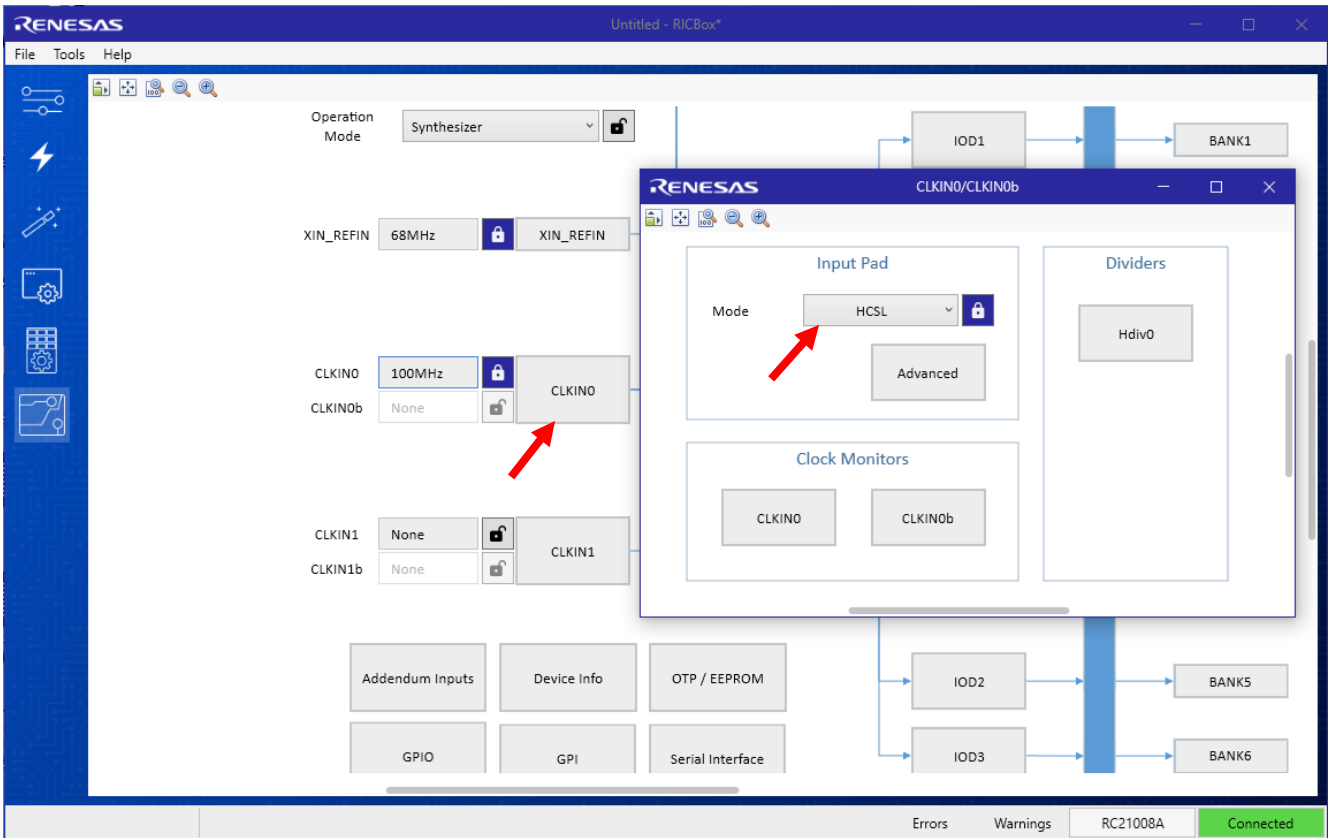 RENESAS
Untitled - RICBox*
File Tools Help
Operation
Mode
Synthesizer
IOD1
BANK1
RENESAS
CLKIN0/CLKIN0b
Input Pad
Dividers
XIN_REFIN
68MHz
XIN_REFIN
Mode
HCSL
Hdiv0
Advanced
CLKIN0
100MHz
CLKIN0
CLKIN0b
None
Clock Monitors
CLKIN0
CLKIN0b
CLKIN1
None
CLKIN1
CLKIN1b
None
Addendum Inputs
Device Info
OTP / EEPROM
IOD2
BANK5
GPIO
GPI
Serial Interface
IOD3
BANK6
Errors
Warnings
RC21008A
Connected